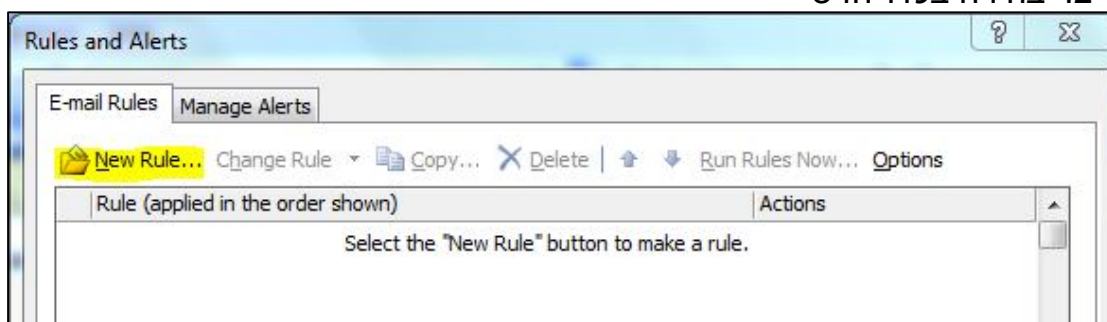 Rules and Alerts
E-mail Rules Manage Alerts
New Rule... Change Rule Copy... Delete Run Rules Now... Options
Rule (applied in the order shown) Actions
Select the "New Rule" button to make a rule.